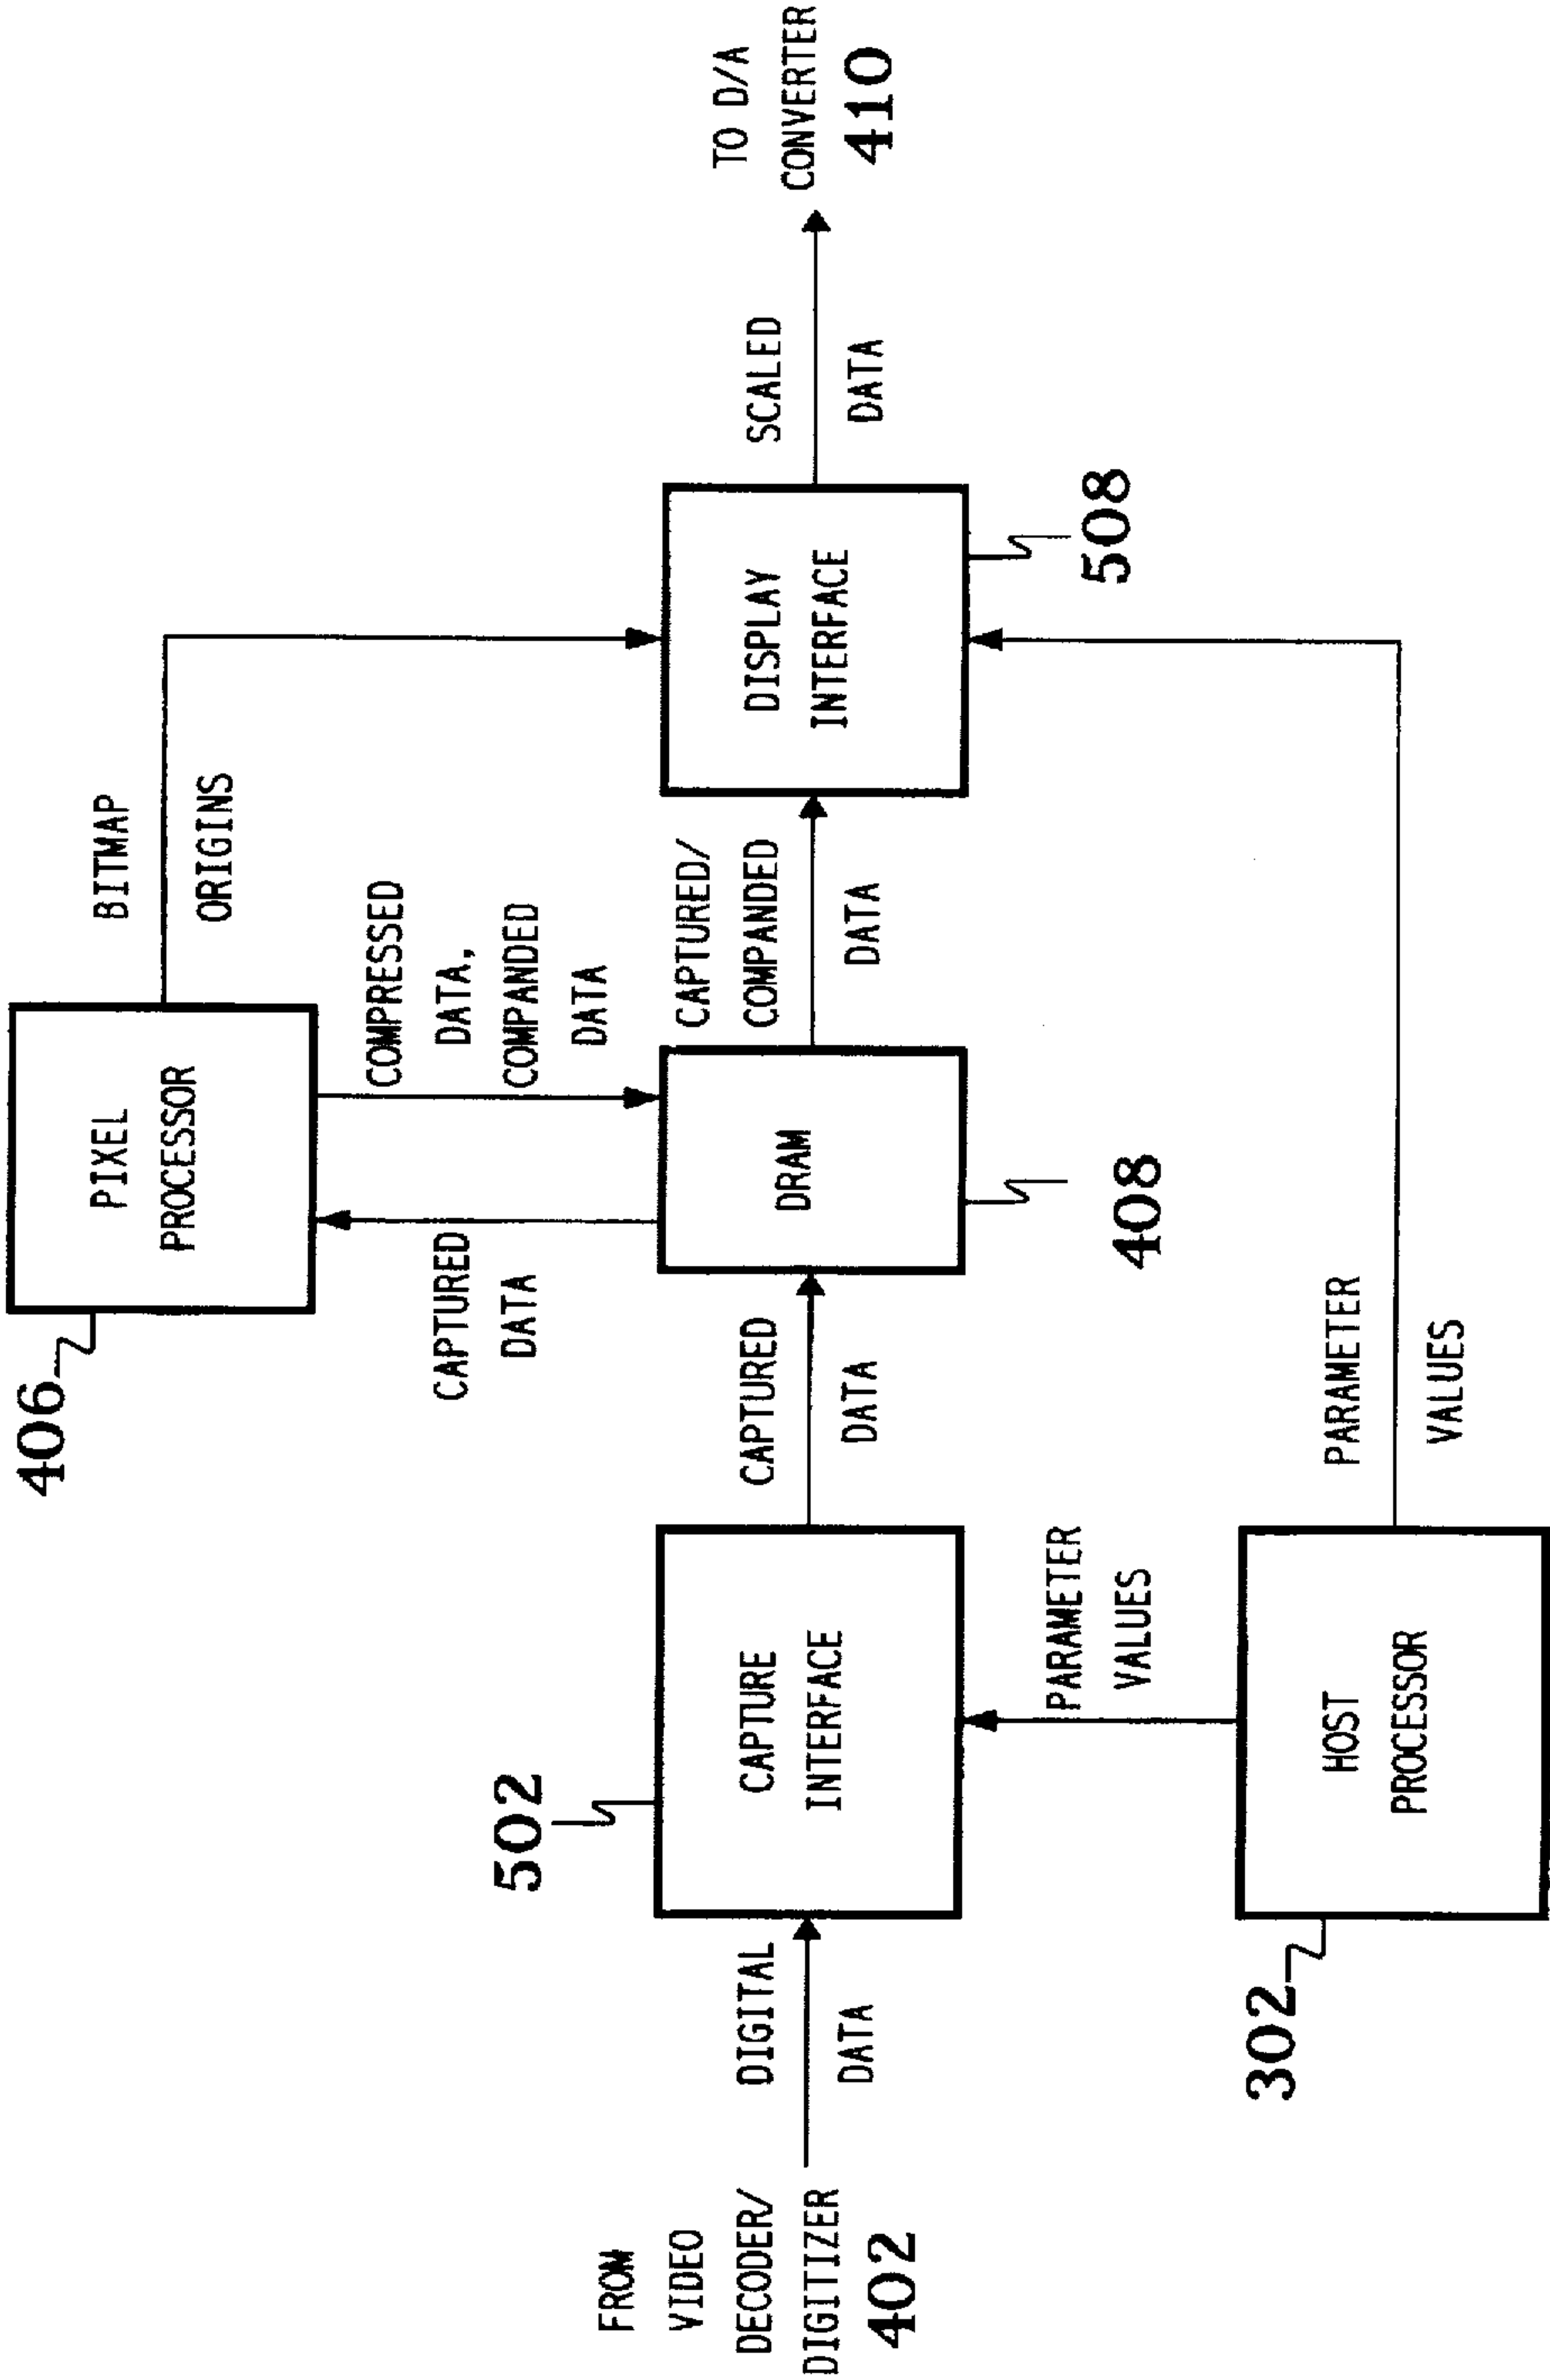 406
PIXEL
PROCESSOR
BITMAP
ORIGINS
CAPTURED
DATA
COMPRESSED
DATA,
COMPANDED
DATA
FROM
VIDEO
DECODER/
DIGITIZER
402
DIGITAL
DATA
502
CAPTURE
INTERFACE
CAPTURED
DATA
DRAM
408
CAPTURED/
COMPANDED
DATA
DISPLAY
INTERFACE
508
SCALED
DATA
TO D/A
CONVERTER
410
PARAMETER
VALUES
302
HOST
PROCESSOR
PARAMETER
VALUES